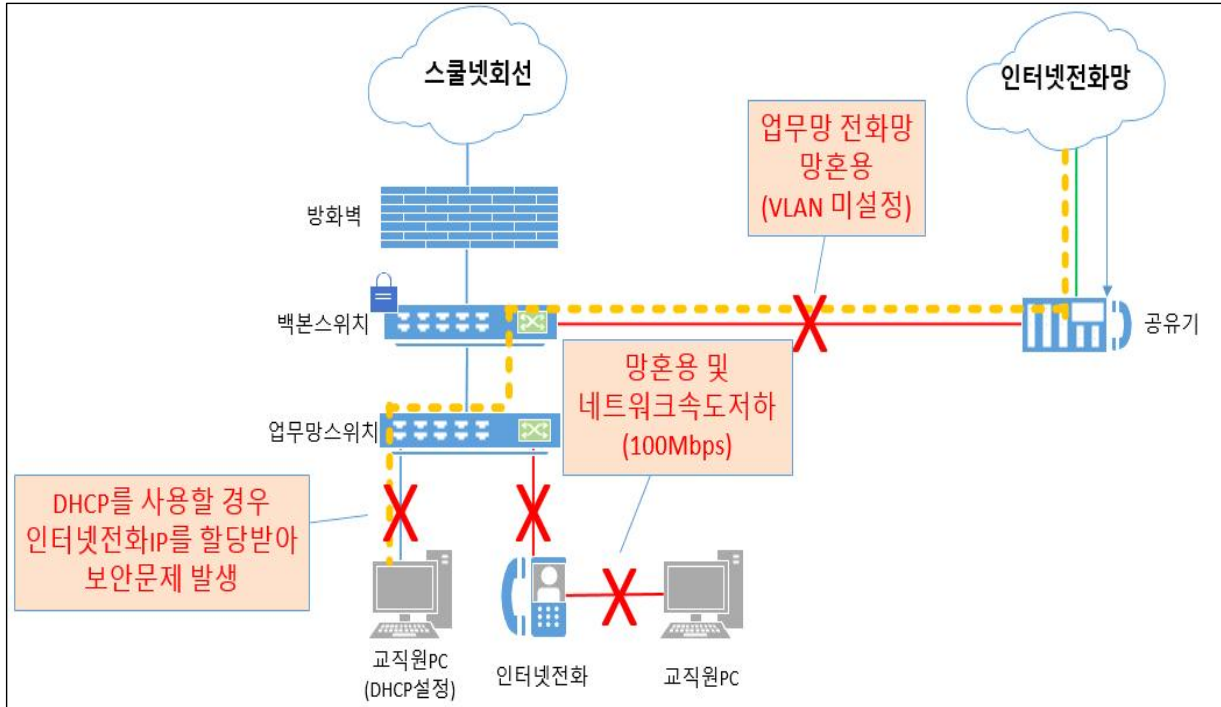 스쿨넷회선
인터넷전화망
업무망 전화망
망혼용
(VLAN 미설정)
방화벽
백본스위치
공유기
망혼용 및
네트워크속도저하
(100Mbps)
업무망스위치
DHCP를 사용할 경우
인터넷전화IP를 할당받아
보안문제 발생
교직원PC
(DHCP설정)
인터넷전화
교직원PC